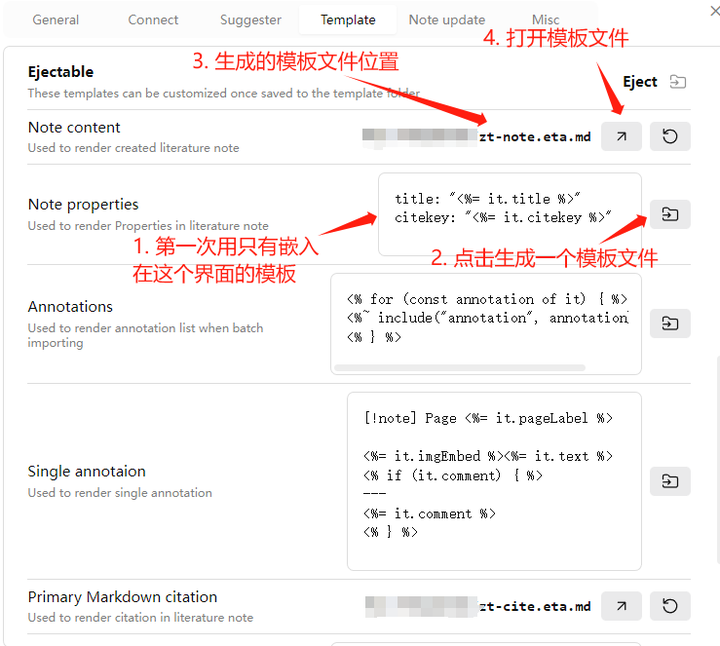 General Connect Suggester Template Note update Misc
4. 打开模板文件
3. 生成的模板文件位置
Ejectable
Eject
These templates can be customized once saved to the template folder
Note content
zt-note.eta.md
Used to render created literature note
Note properties
title: "<%= it.title %>"
citekey: "<%= it.citekey %>"
Used to render Properties in literature note
1. 第一次用只有嵌入
在这个界面的模板
2. 点击生成一个模板文件
Annotations
Used to render annotation list when batch
importing
<% for (const annotation of it) { %>
<%~ include("annotation", annotation
<% } %>
Single annotaion
Used to render single annotation
[!note] Page <%= it.pageLabel %>
<%= it.imgEmbed %><%= it.text %>
<% if (it.comment) { %>
---
<%= it.comment %>
<% } %>
Primary Markdown citation
zt-cite.eta.md
Used to render citation in literature note